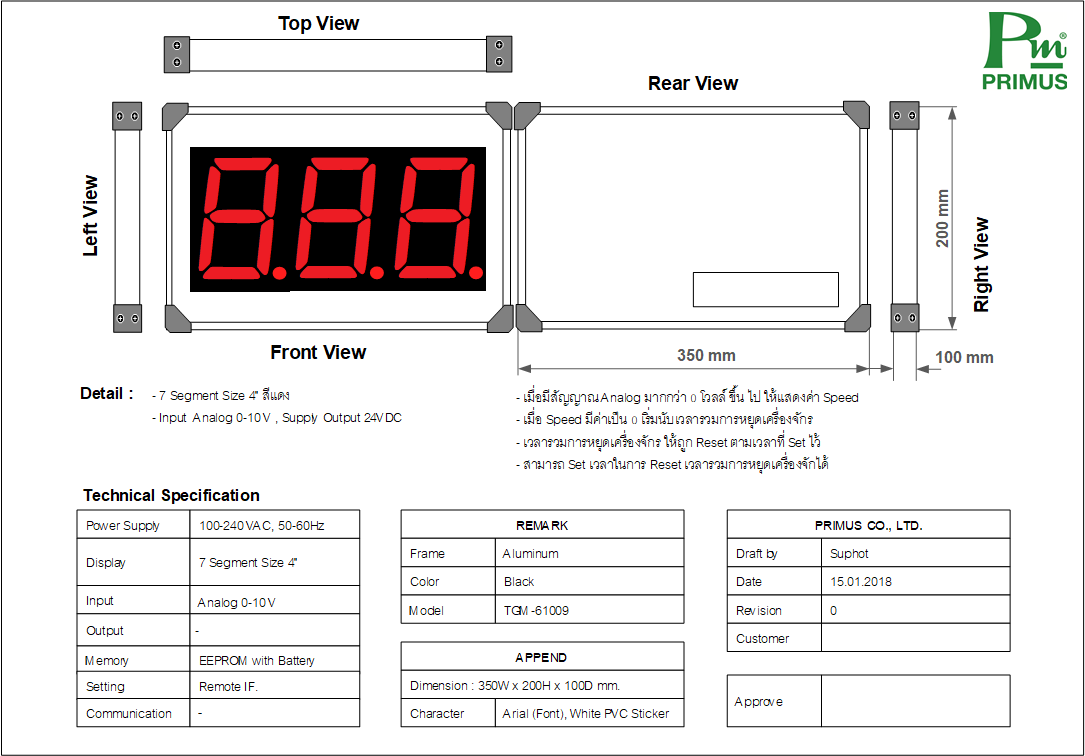 Top View
Pm®
PRIMUS
Rear View
Left View
200 mm
Right View
Front View
350 mm
100 mm
Detail :
- 7 Segment Size 4" สีแดง
- Input Analog 0-10V , Supply Output 24VDC
- เมื่อมีสัญญาณ Analog มากกว่า 0 โวลล์ ขึ้น ไป ให้แสดงค่า Speed
- เมื่อ Speed มีค่าเป็น 0 เริ่มนับเวลารวมการหยุดเครื่องจักร
- เวลารวมการหยุดเครื่องจักร ให้ถูก Reset ตามเวลาที่ Set ไว้
- สามารถ Set เวลาในการ Reset เวลารวมการหยุดเครื่องจักได้
Technical Specification
Power Supply 100-240VAC, 50-60Hz
Display 7 Segment Size 4"
Input Analog 0-10V
Output -
Memory EEPROM with Battery
Setting Remote IF.
Communication -
REMARK
Frame Aluminum
Color Black
Model TGM-61009
APPEND
Dimension : 350W x 200H x 100D mm.
Character Arial (Font), White PVC Sticker
PRIMUS CO., LTD.
Draft by Suphot
Date 15.01.2018
Revision 0
Customer
Approve